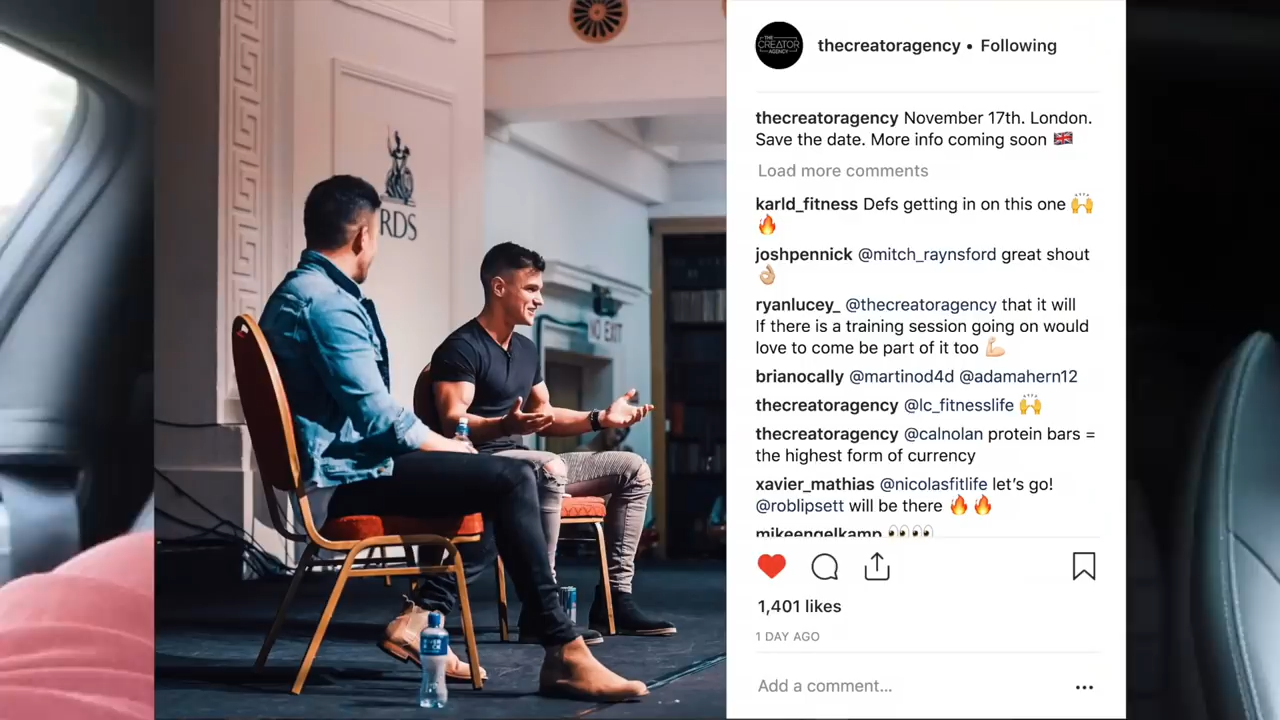 RDS
NO EXIT
THE
CREATOR
AGENCY
thecreatoragency • Following
thecreatoragency November 17th. London.
Save the date. More info coming soon 🇬🇧
Load more comments
karld_fitness Defs getting in on this one 🙌
🔥
joshpennick @mitch_raynsford great shout
👌🏼
ryanlucey_ @thecreatoragency that it will
If there is a training session going on would
love to come be part of it too 💪🏻
brianocally @martinod4d @adamahern12
thecreatoragency @lc_fitnesslife 🙌
thecreatoragency @calnolan protein bars =
the highest form of currency
xavier_mathias @nicolasfitlife let’s go!
@roblipsett will be there 🔥 🔥
mikeengelkamp 👀👀
1,401 likes
1 DAY AGO
Add a comment...